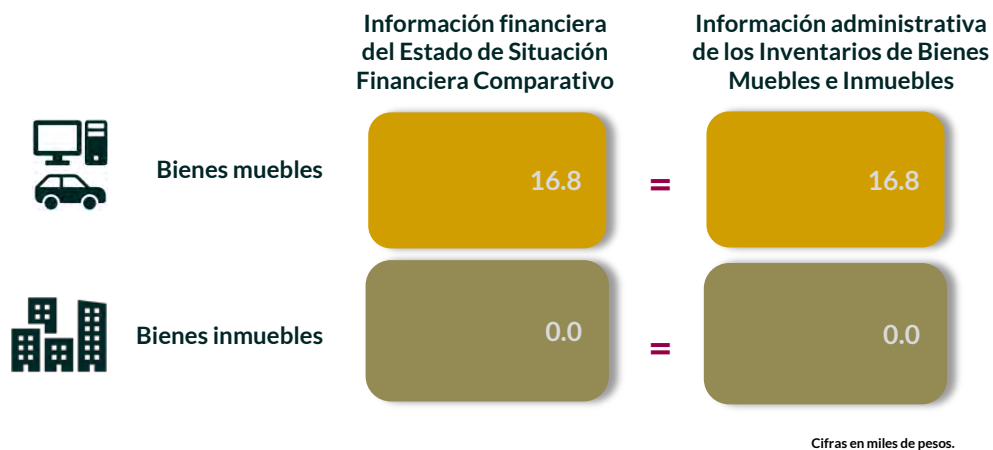 Información financiera
del Estado de Situación
Financiera Comparativo
Información administrativa
de los Inventarios de Bienes
Muebles e Inmuebles
Bienes muebles
16.8
=
16.8
Bienes inmuebles
0.0
=
0.0
Cifras en miles de pesos.